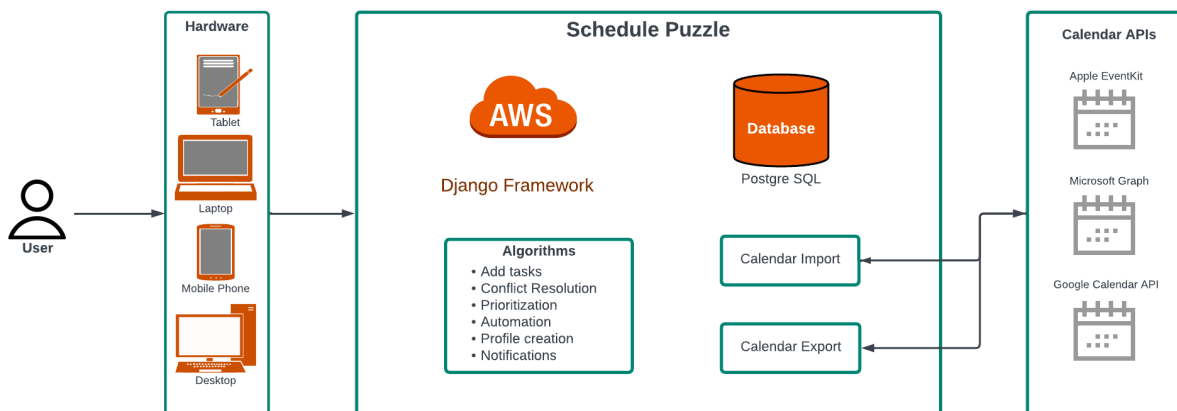 Hardware
Tablet
Laptop
Mobile Phone
Desktop
User
Schedule Puzzle
AWS
Django Framework
Database
Postgre SQL
Algorithms
• Add tasks
• Conflict Resolution
• Prioritization
• Automation
• Profile creation
• Notifications
Calendar Import
Calendar Export
Calendar APIs
Apple EventKit
Microsoft Graph
Google Calendar API